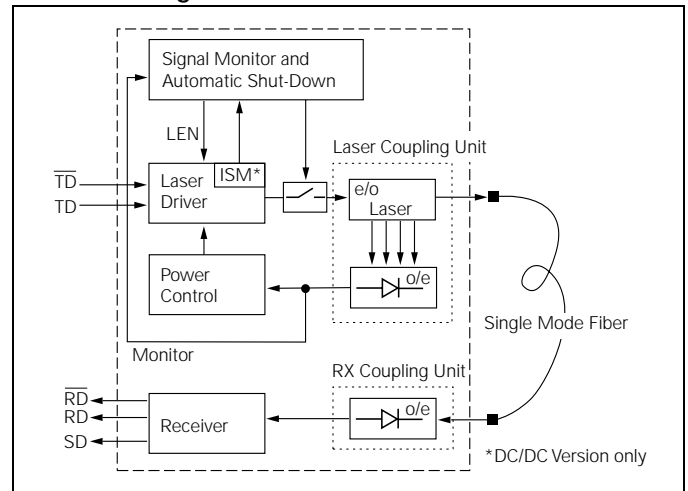 Signal Monitor and
Automatic Shut-Down
LEN
Laser Coupling Unit
ISM*
TD
TD
Laser
Driver
e/o
Laser
Power
Control
o/e
Single Mode Fiber
Monitor
RX Coupling Unit
RD
RD
SD
Receiver
o/e
*DC/DC Version only